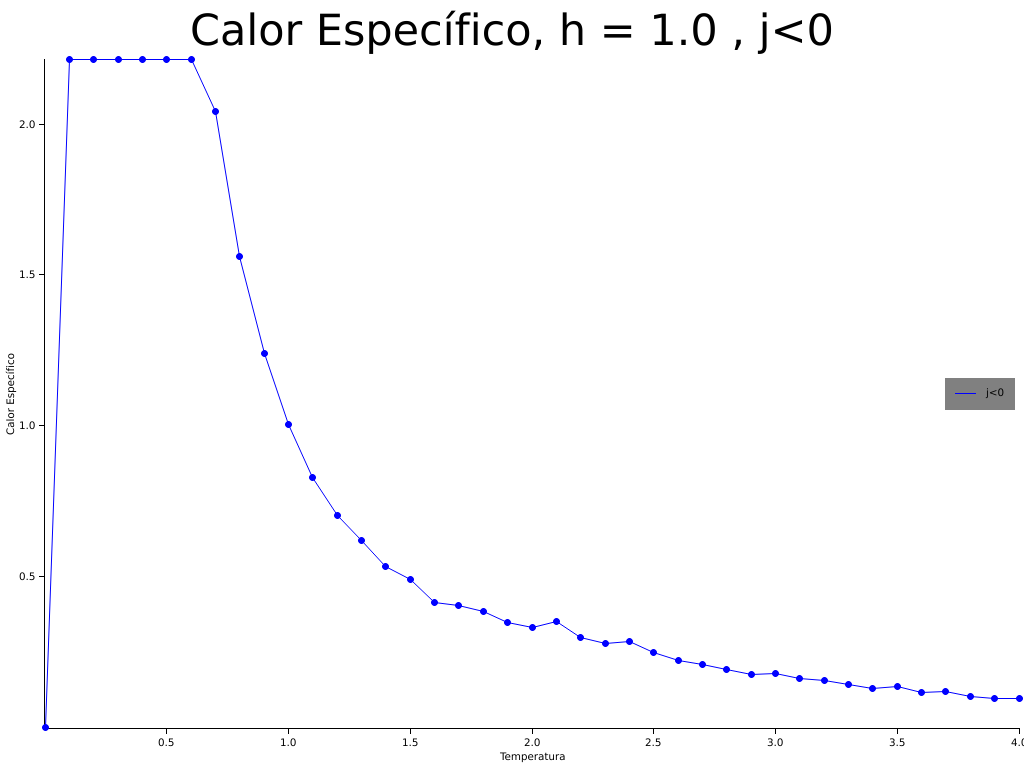 Calor Específico, h = 1.0 , j<0
2.0
1.5
1.0
0.5
Calor Específico
j<0
0.5 1.0 1.5 2.0 2.5 3.0 3.5 4.0
Temperatura